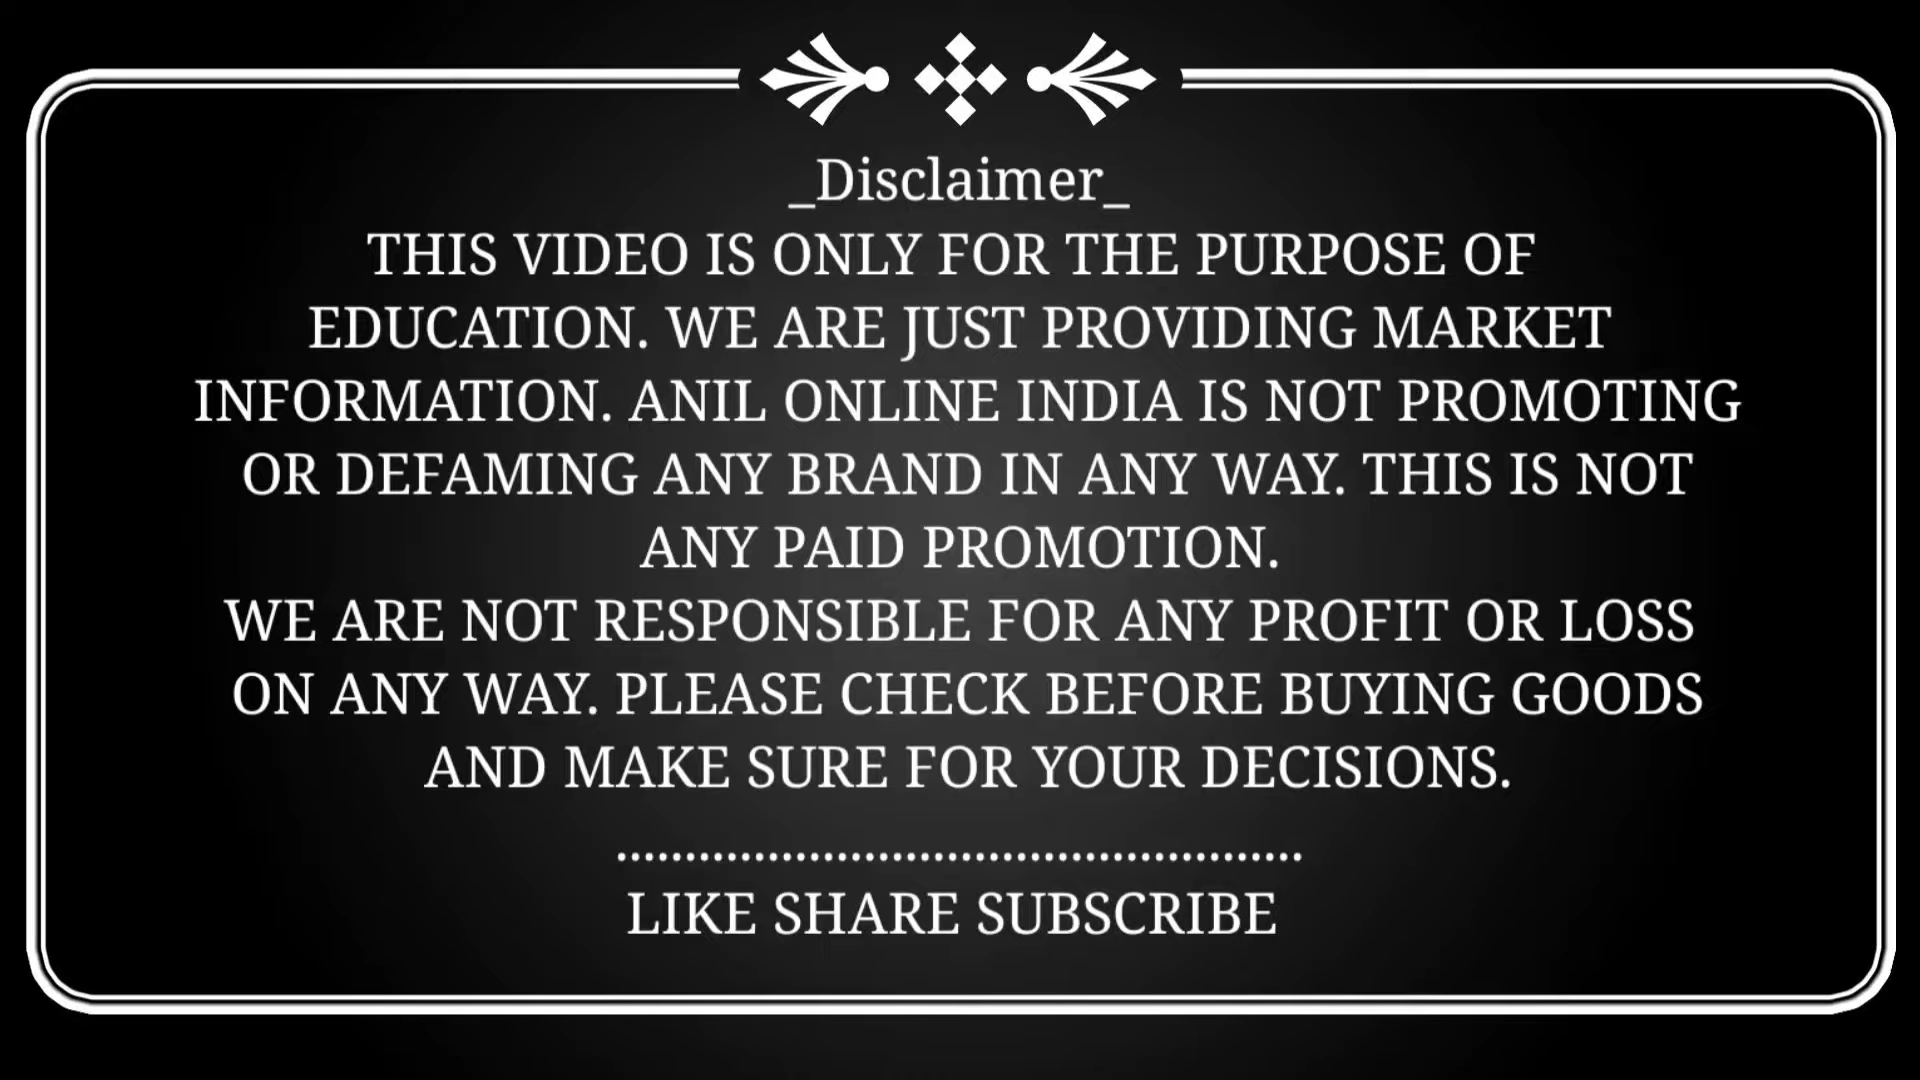 _Disclaimer_
THIS VIDEO IS ONLY FOR THE PURPOSE OF
EDUCATION. WE ARE JUST PROVIDING MARKET
INFORMATION. ANIL ONLINE INDIA IS NOT PROMOTING
OR DEFAMING ANY BRAND IN ANY WAY. THIS IS NOT
ANY PAID PROMOTION.
WE ARE NOT RESPONSIBLE FOR ANY PROFIT OR LOSS
ON ANY WAY. PLEASE CHECK BEFORE BUYING GOODS
AND MAKE SURE FOR YOUR DECISIONS.
..................................................
LIKE SHARE SUBSCRIBE